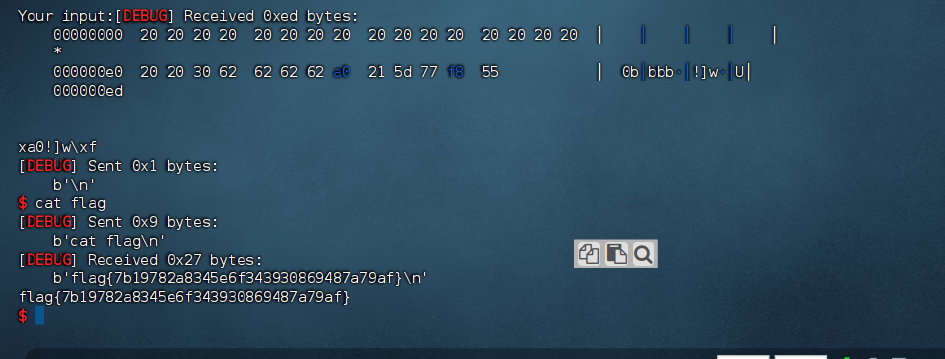 Your input:[DEBUG] Received 0xed bytes:
00000000  20 20 20 20  20 20 20 20  20 20 20 20  20 20 20 20  │    │    │    │    │
*
000000e0  20 20 30 62  62 62 62 a0  21 5d 77 f8  55           │  0b│bbb·│!]w·│U│
000000ed
xa0!]w\xf
[DEBUG] Sent 0x1 bytes:
b'\n'
$ cat flag
[DEBUG] Sent 0x9 bytes:
b'cat flag\n'
[DEBUG] Received 0x27 bytes:
b'flag{7b19782a8345e6f343930869487a79af}\n'
flag{7b19782a8345e6f343930869487a79af}
$